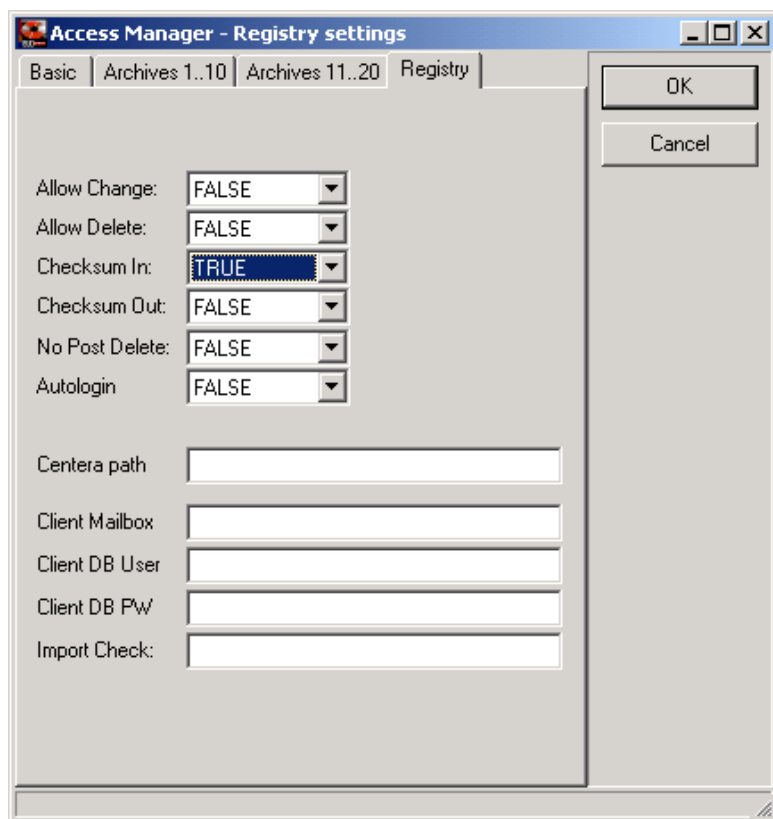 Access Manager - Registry settings
Basic Archives 1..10 Archives 11..20 Registry
OK
Cancel
Allow Change: FALSE
Allow Delete: FALSE
Checksum In: TRUE
Checksum Out: FALSE
No Post Delete: FALSE
Autologin FALSE
Centera path
Client Mailbox
Client DB User
Client DB PW
Import Check: